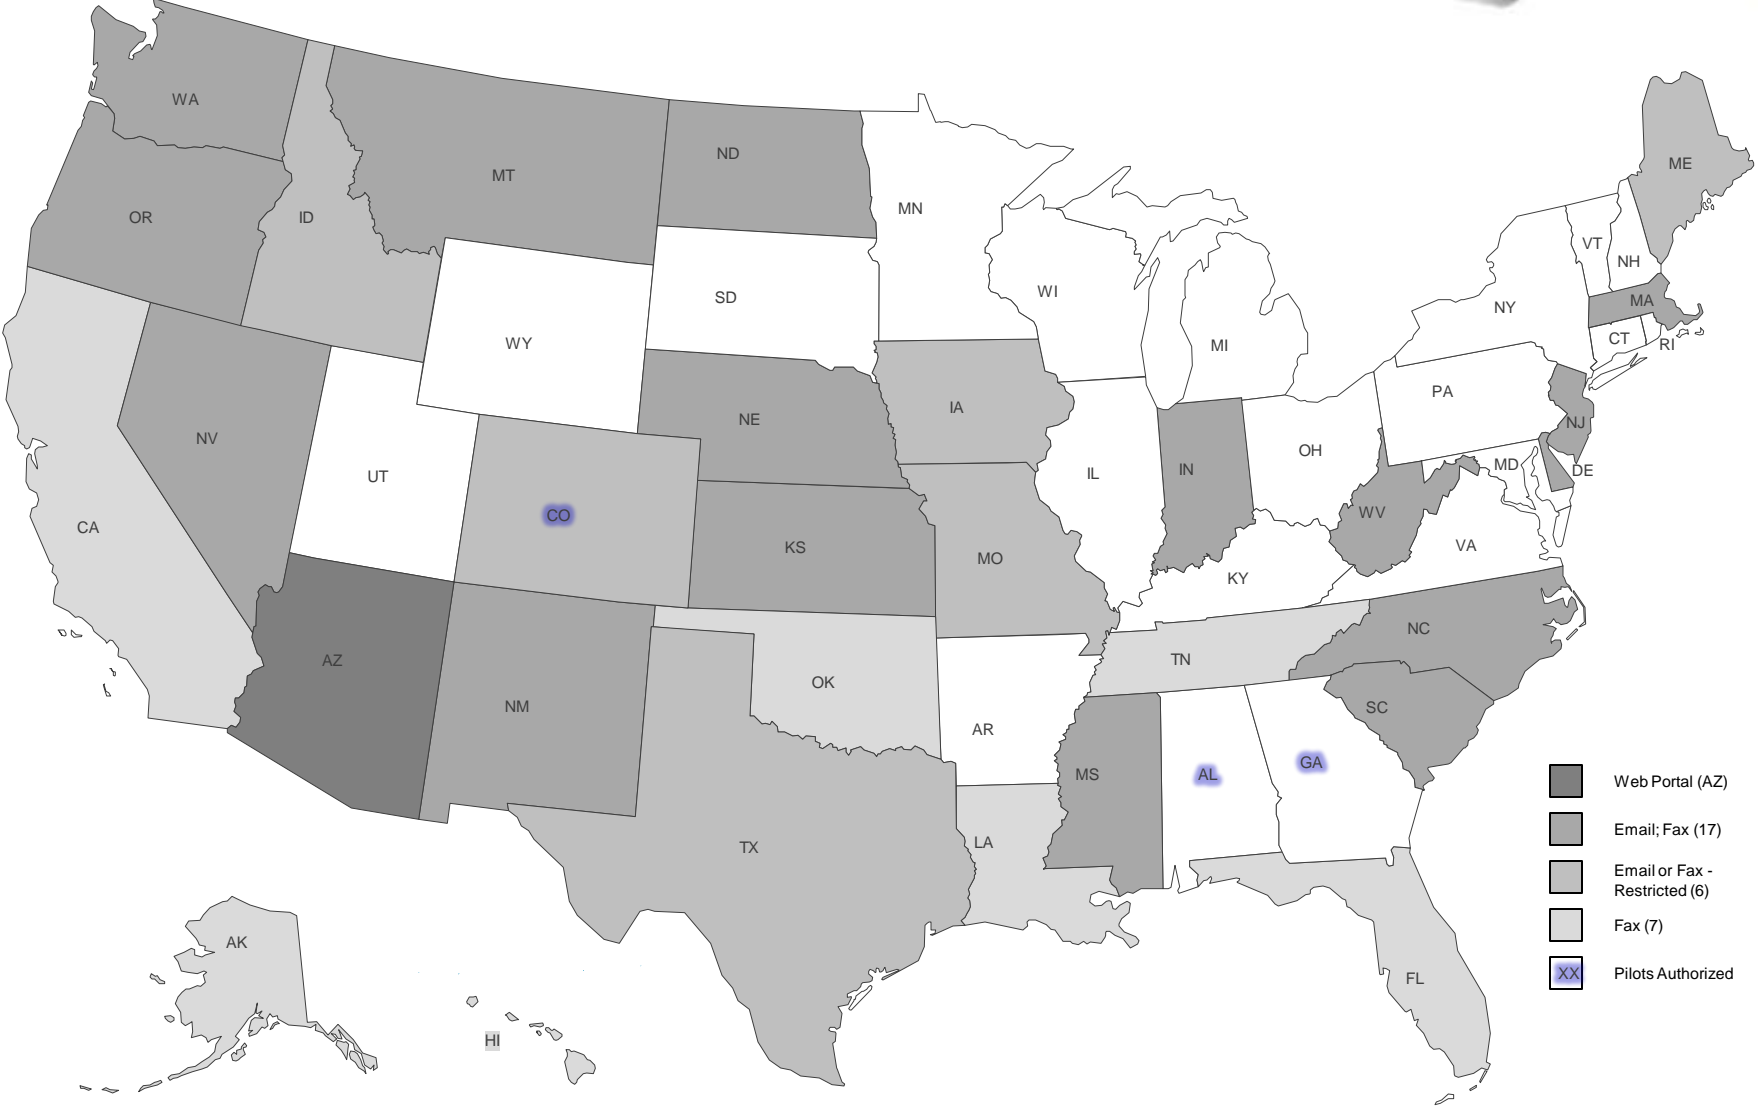 WA
ME
ND
MT
MN
OR
ID
VT
NH
WI
SD
MA
NY
CT
RI
WY
MI
PA
IA
NE
NJ
NV
OH
UT
IL
IN
MD
DE
CO
WV
CA
KS
VA
MO
KY
NC
AZ
TN
OK
NM
SC
AR
GA
MS
AL
LA
TX
AK
FL
HI
Web Portal (AZ)
Email; Fax (17)
Email or Fax -
Restricted (6)
Fax (7)
XX Pilots Authorized